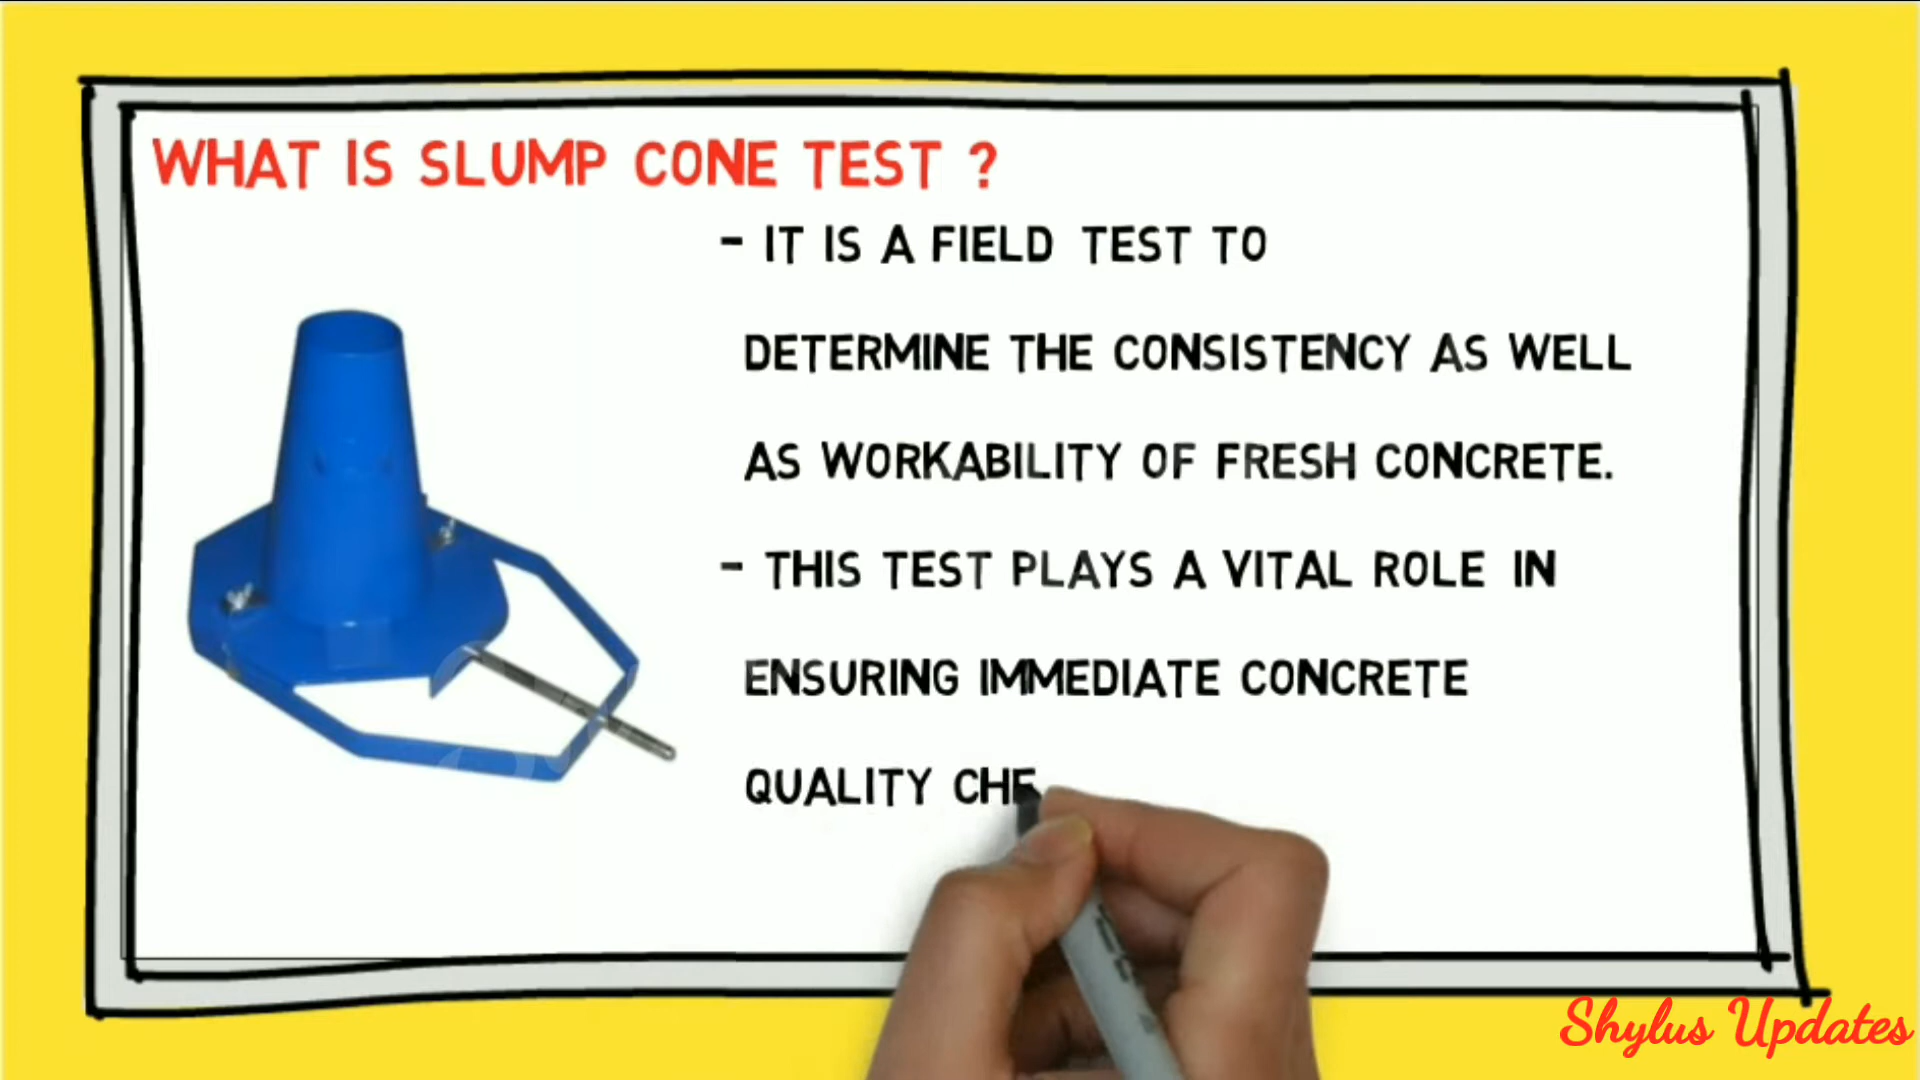 WHAT IS SLUMP CONE TEST ?
- IT IS A FIELD TEST TO
DETERMINE THE CONSISTENCY AS WELL
AS WORKABILITY OF FRESH CONCRETE.
- THIS TEST PLAYS A VITAL ROLE IN
ENSURING IMMEDIATE CONCRETE
QUALITY CHE
Shylus Updates